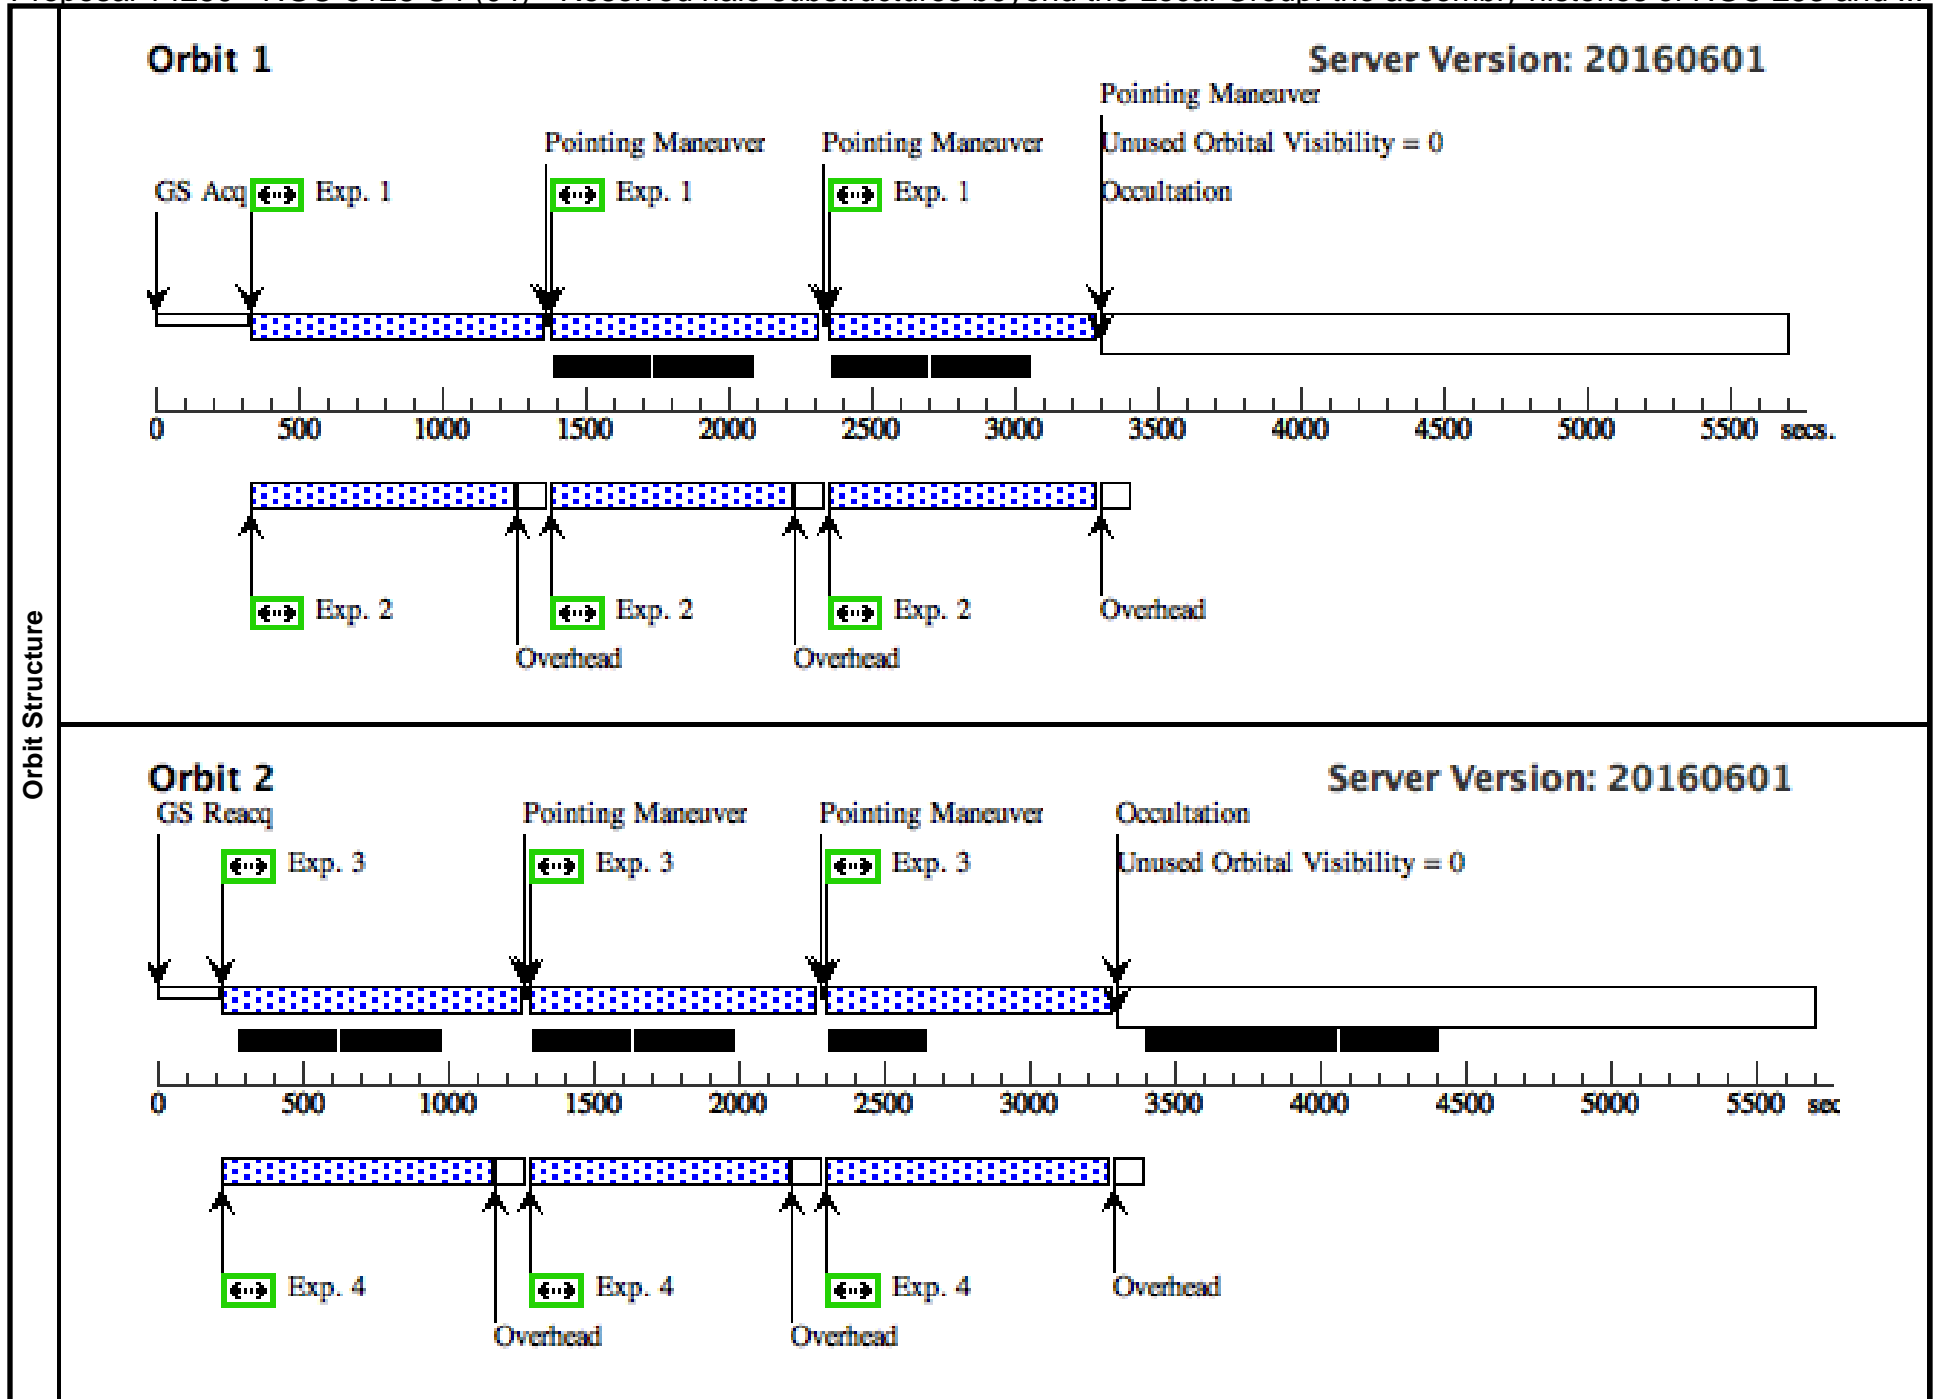 Orbit Structure
Orbit 1
Server Version: 20160601
Pointing Maneuver
Pointing Maneuver Pointing Maneuver Unused Orbital Visibility = 0
GS Acq Exp. 1 Exp. 1 Exp. 1 Occultation
0 500 1000 1500 2000 2500 3000 3500 4000 4500 5000 5500 secs.
Exp. 2 Exp. 2 Exp. 2 Overhead
Overhead Overhead
Orbit 2
Server Version: 20160601
GS Reacq Pointing Maneuver Pointing Maneuver Occultation
Exp. 3 Exp. 3 Exp. 3 Unused Orbital Visibility = 0
0 500 1000 1500 2000 2500 3000 3500 4000 4500 5000 5500 sec
Exp. 4 Exp. 4 Exp. 4 Overhead
Overhead Overhead